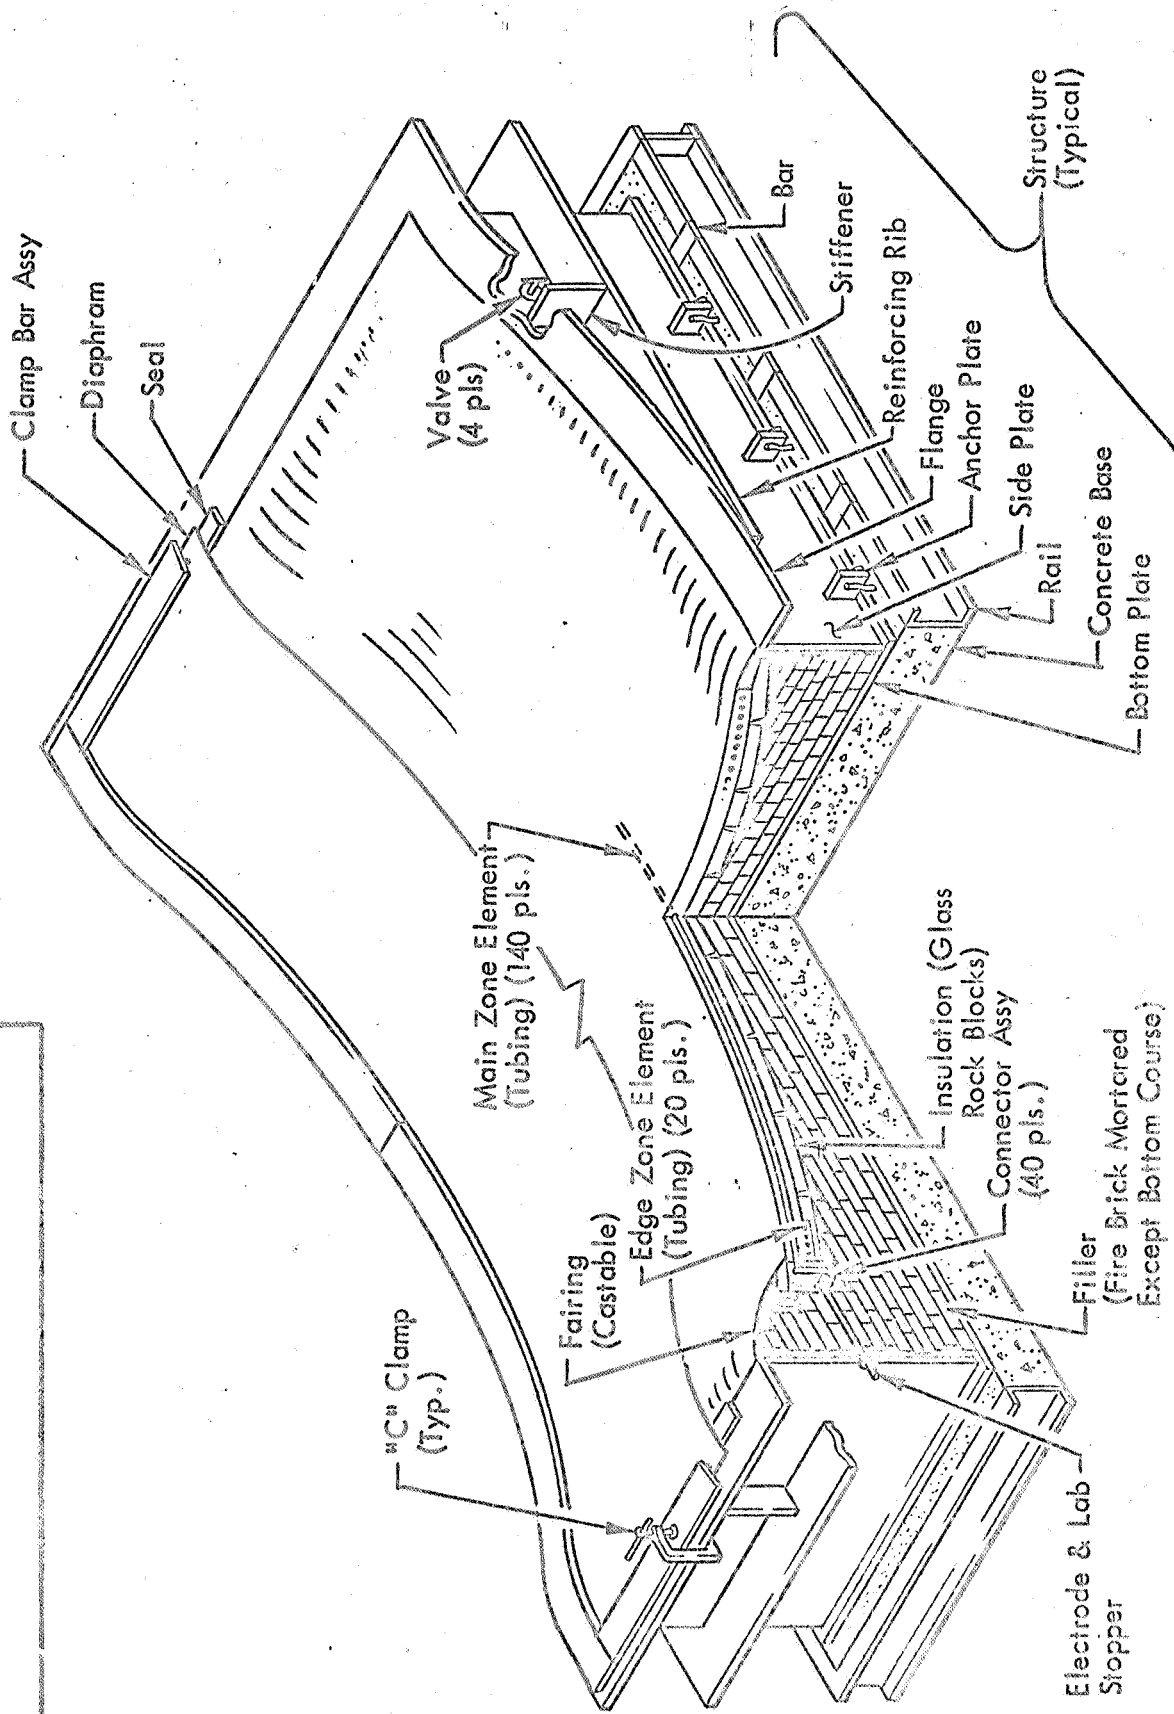 Clamp Bar Assy
Diaphram
Seal
Valve
(4 pls)
Bar
Stiffener
Reinforcing Rib
Flange
Anchor Plate
Side Plate
Rail
Concrete Base
Bottom Plate
Structure
(Typical)
Main Zone Element
(Tubing) (140 pls.)
"C" Clamp
(Typ.)
Fairing
(Castable)
Edge Zone Element
(Tubing) (20 pls.)
Insulation (Glass
Rock Blocks)
Connector Assy
(40 pls.)
Filler
(Fire Brick Mortared
Except Bottom Course)
Electrode & Lab
Stopper